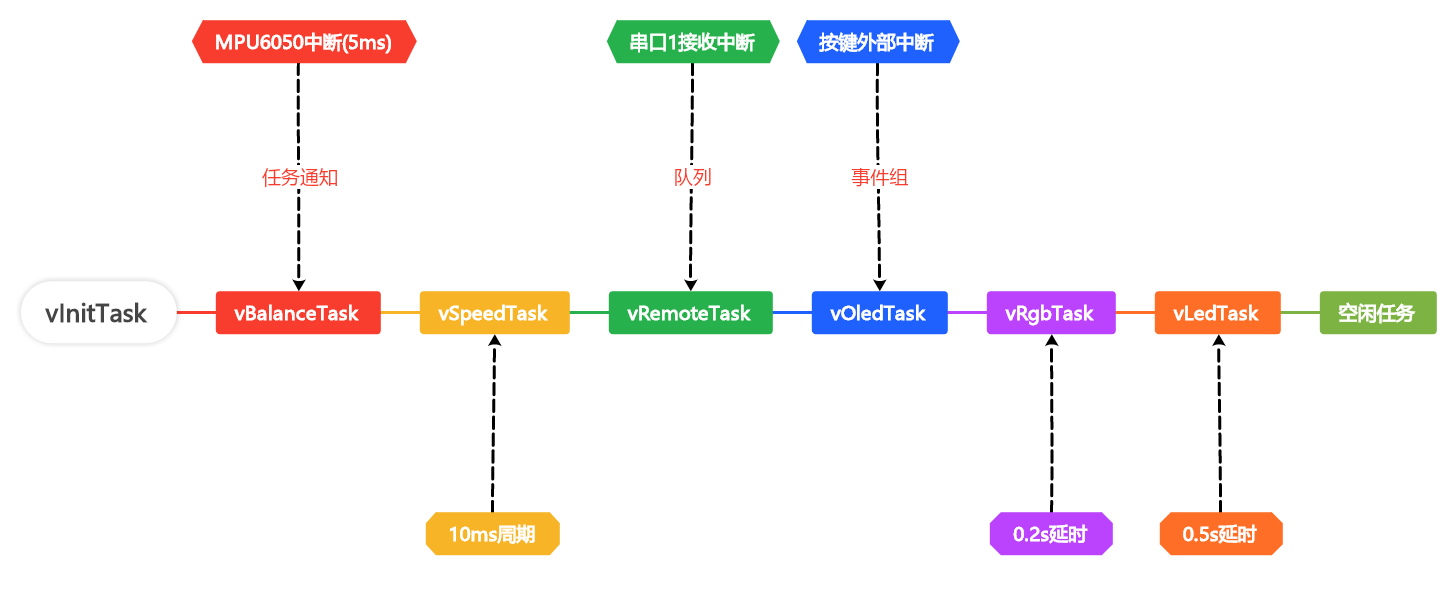 MPU6050中断(5ms)
串口1接收中断
按键外部中断
任务通知
队列
事件组
vInitTask
vBalanceTask
vSpeedTask
vRemoteTask
vOledTask
vRgbTask
vLedTask
空闲任务
10ms周期
0.2s延时
0.5s延时